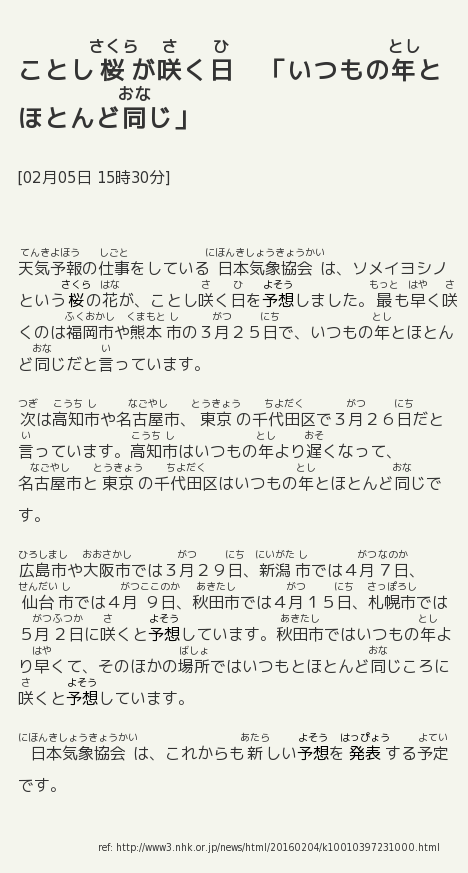 ことし桜が咲く日　「いつもの年と
ほとんど同じ」
[02月05日 15時30分]
天気予報の仕事をしている日本気象協会は、ソメイヨシノ
という桜の花が、ことし咲く日を予想しました。最も早く咲
くのは福岡市や熊本市の３月２５日で、いつもの年とほとん
ど同じだと言っています。
次は高知市や名古屋市、東京の千代田区で３月２６日だと
言っています。高知市はいつもの年より遅くなって、
名古屋市と東京の千代田区はいつもの年とほとんど同じで
す。
広島市や大阪市では３月２９日、新潟市では４月７日、
仙台市では４月９日、秋田市では４月１５日、札幌市では
５月２日に咲くと予想しています。秋田市ではいつもの年よ
り早くて、そのほかの場所ではいつもとほとんど同じころに
咲くと予想しています。
日本気象協会は、これからも新しい予想を発表する予定
です。
ref: http://www3.nhk.or.jp/news/html/20160204/k10010397231000.html